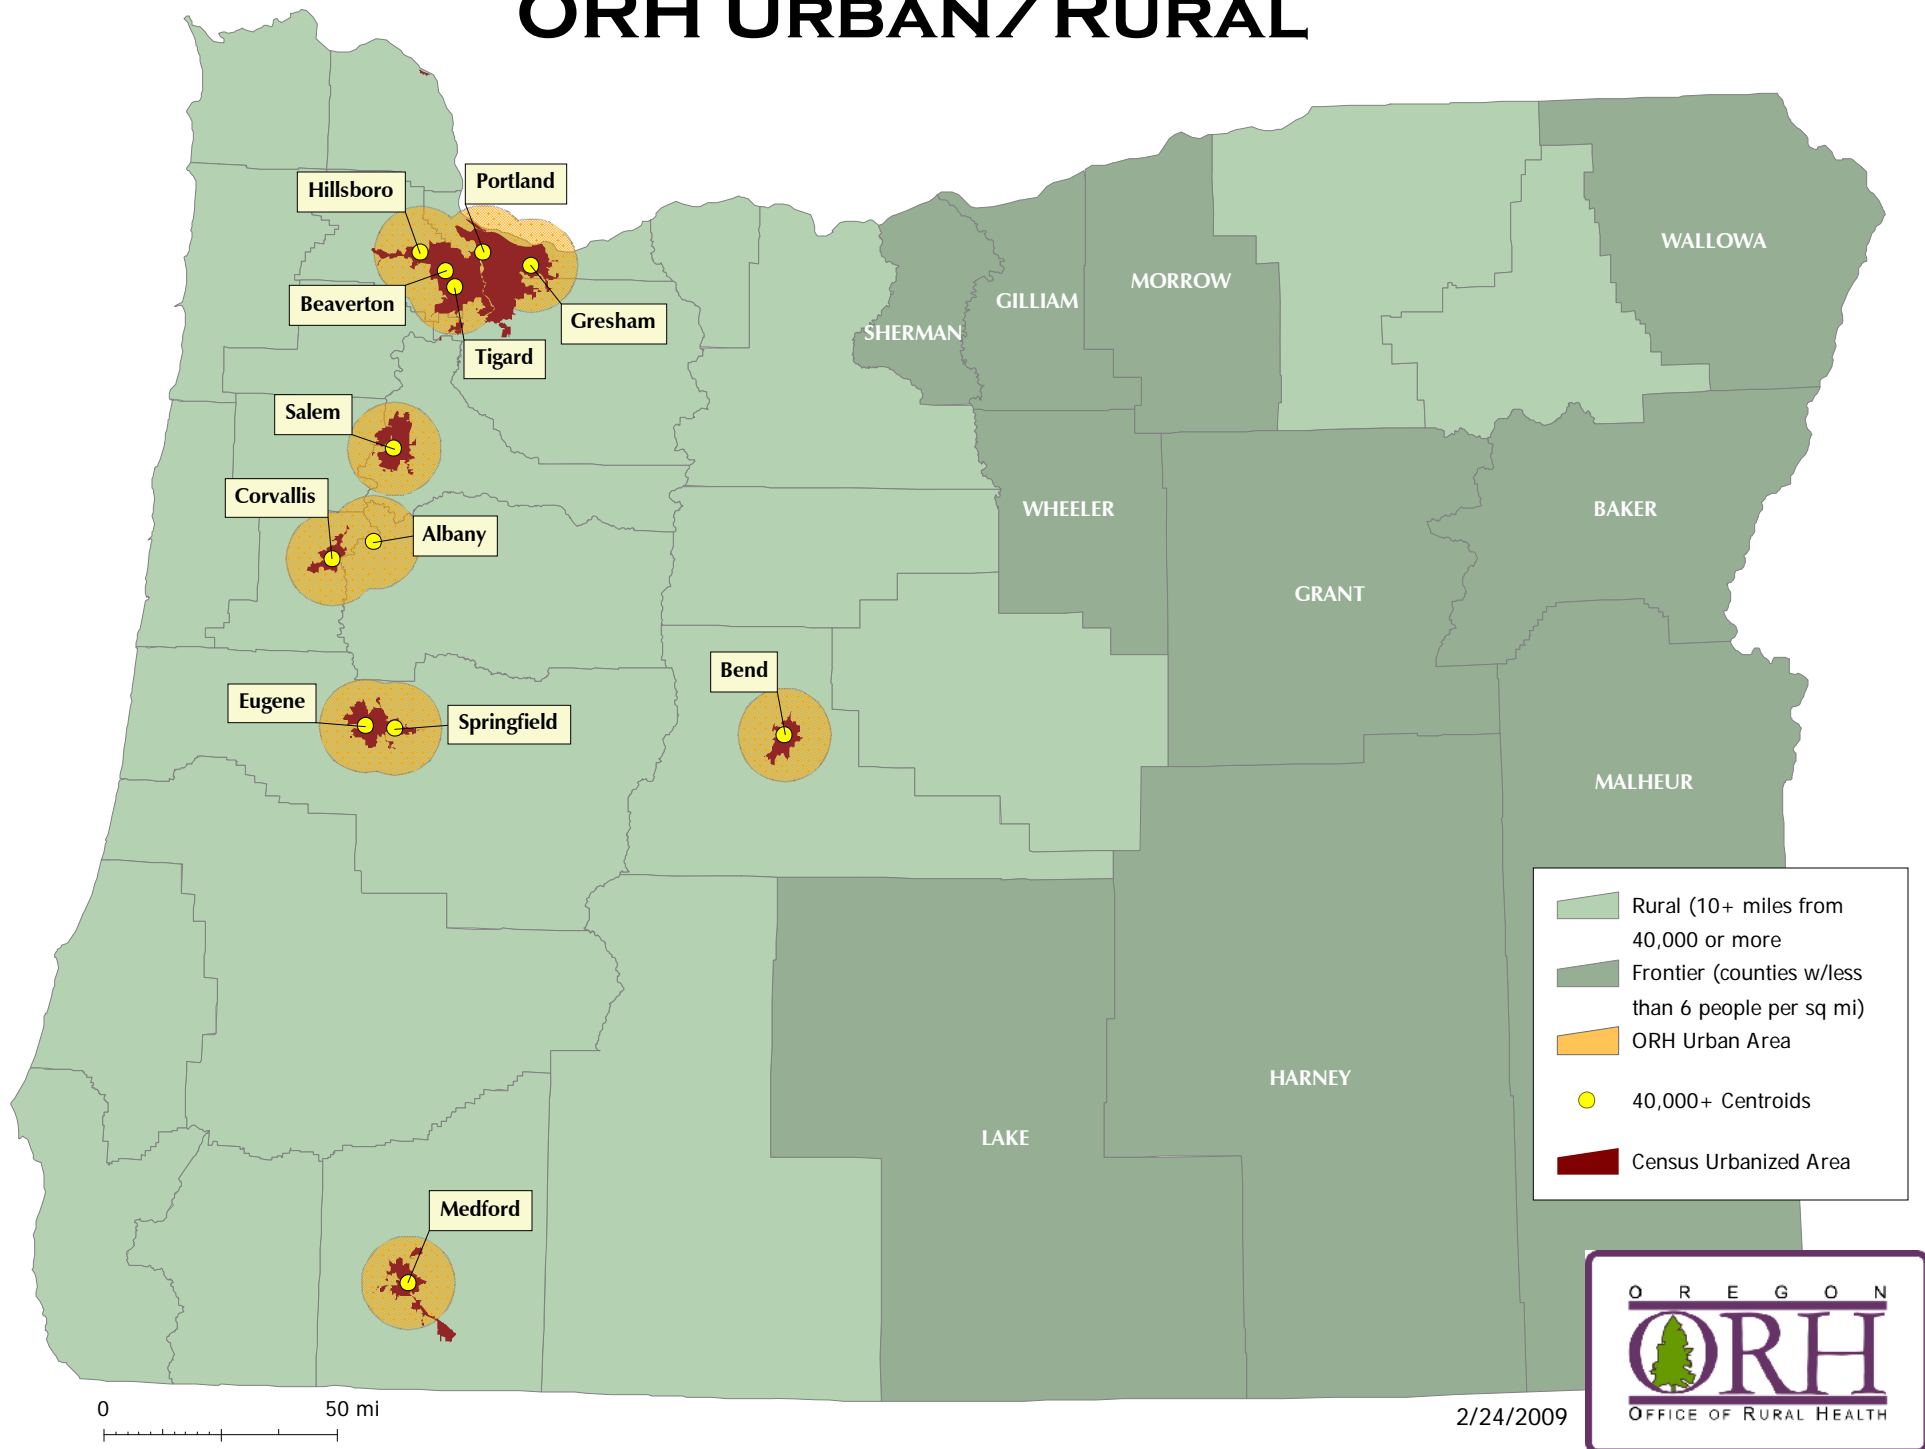 ORH URBAN/RURAL
Hillsboro
Portland
Beaverton
Gresham
Tigard
Salem
Corvallis
Albany
Eugene
Springfield
Bend
Medford
WALLOWA
MORROW
GILLIAM
SHERMAN
WHEELER
BAKER
GRANT
MALHEUR
HARNEY
LAKE
Rural (10+ miles from
40,000 or more
Frontier (counties w/less
than 6 people per sq mi)
ORH Urban Area
40,000+ Centroids
Census Urbanized Area
0 50 mi
2/24/2009
OREGON
ORH
OFFICE OF RURAL HEALTH